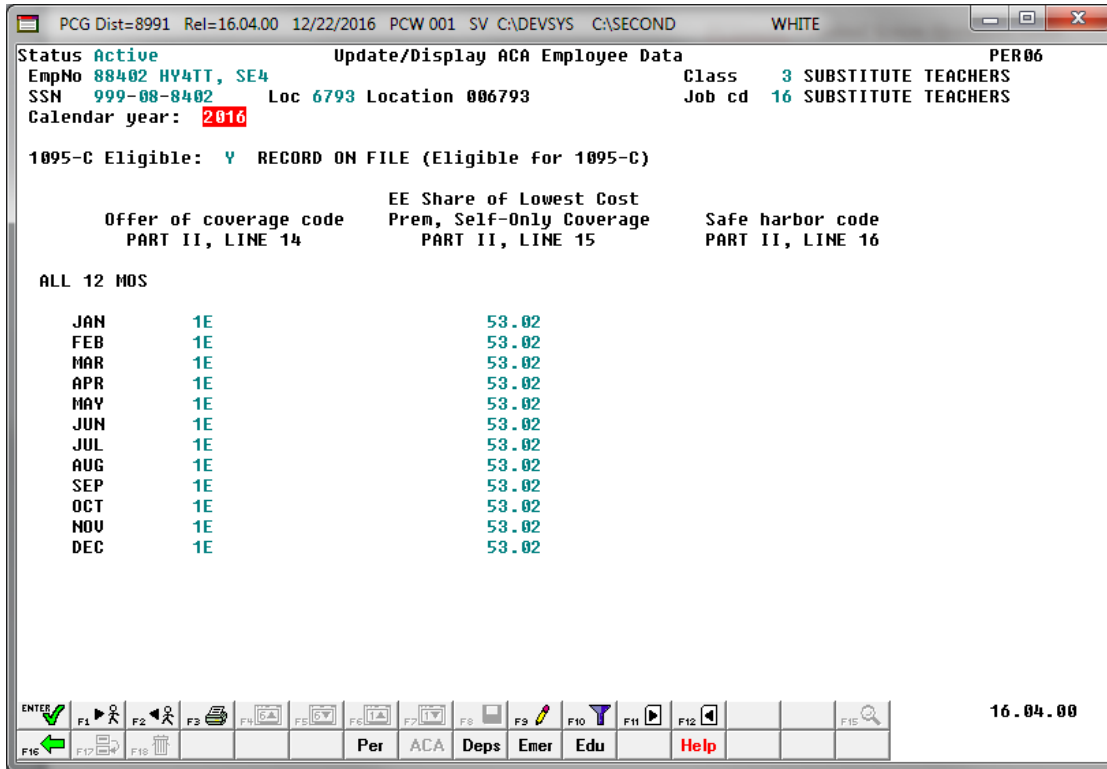 PCG Dist=8991 Rel=16.04.00 12/22/2016 PCW 001 SV C:\DEVSYS C:\SECOND WHITE
Status Active Update/Display ACA Employee Data PER06
EmpNo 88402 HY4TT, SE4 Class 3 SUBSTITUTE TEACHERS
SSN 999-08-8402 Loc 6793 Location 006793 Job cd 16 SUBSTITUTE TEACHERS
Calendar year: 2016
1095-C Eligible: Y RECORD ON FILE (Eligible for 1095-C)
EE Share of Lowest Cost
Offer of coverage code Prem, Self-Only Coverage Safe harbor code
PART II, LINE 14 PART II, LINE 15 PART II, LINE 16
ALL 12 MOS
JAN 1E 53.02
FEB 1E 53.02
MAR 1E 53.02
APR 1E 53.02
MAY 1E 53.02
JUN 1E 53.02
JUL 1E 53.02
AUG 1E 53.02
SEP 1E 53.02
OCT 1E 53.02
NOV 1E 53.02
DEC 1E 53.02
ENTER F1 F2 F3 F4 F5 F6 F7 F8 F9 F10 F11 F12 F15 16.04.00
F16 F17 F18 Per ACA Deps Emer Edu Help